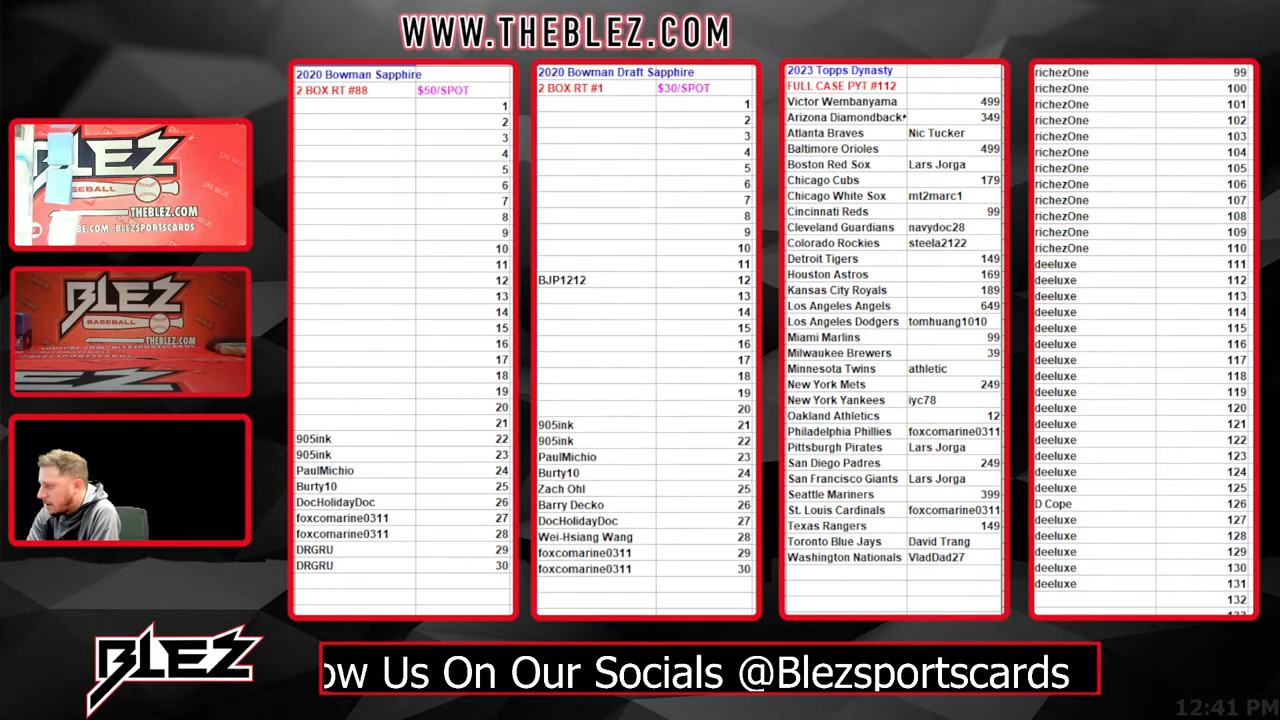 WWW.THEBLEZ.COM
BLEZ
BASEBALL
THEBLEZ.COM
BE.COM/BLEZSPORTSCARDS
BLEZ
BASEBALL
THEBLEZ.COM
2020 Bowman Sapphire
2 BOX RT #88 $50/SPOT
1
2
3
4
5
6
7
8
9
10
11
12
13
14
15
16
17
18
19
20
21
905ink 22
905ink 23
PaulMichio 24
Burty10 25
DocHolidayDoc 26
foxcomarine0311 27
foxcomarine0311 28
DRGRU 29
DRGRU 30
2020 Bowman Draft Sapphire
2 BOX RT #1 $30/SPOT
1
2
3
4
5
6
7
8
9
10
11
BJP1212 12
13
14
15
16
17
18
19
20
905ink 21
905ink 22
PaulMichio 23
Burty10 24
Zach Ohl 25
Barry Decko 26
DocHolidayDoc 27
Wei-Hsiang Wang 28
foxcomarine0311 29
foxcomarine0311 30
2023 Topps Dynasty
FULL CASE PYT #112
Victor Wembanyama 499
Arizona Diamondback 349
Atlanta Braves Nic Tucker
Baltimore Orioles 499
Boston Red Sox Lars Jorga
Chicago Cubs 179
Chicago White Sox mt2marc1
Cincinnati Reds 99
Cleveland Guardians navydoc28
Colorado Rockies steela2122
Detroit Tigers 149
Houston Astros 169
Kansas City Royals 189
Los Angeles Angels 649
Los Angeles Dodgers tomhuang1010
Miami Marlins 99
Milwaukee Brewers 39
Minnesota Twins athletic
New York Mets 249
New York Yankees iyc78
Oakland Athletics 12
Philadelphia Phillies foxcomarine0311
Pittsburgh Pirates Lars Jorga
San Diego Padres 249
San Francisco Giants Lars Jorga
Seattle Mariners 399
St. Louis Cardinals foxcomarine0311
Texas Rangers 149
Toronto Blue Jays David Trang
Washington Nationals VladDad27
richezOne 99
richezOne 100
richezOne 101
richezOne 102
richezOne 103
richezOne 104
richezOne 105
richezOne 106
richezOne 107
richezOne 108
richezOne 109
richezOne 110
deeluxe 111
deeluxe 112
deeluxe 113
deeluxe 114
deeluxe 115
deeluxe 116
deeluxe 117
deeluxe 118
deeluxe 119
deeluxe 120
deeluxe 121
deeluxe 122
deeluxe 123
deeluxe 124
deeluxe 125
D Cope 126
deeluxe 127
deeluxe 128
deeluxe 129
deeluxe 130
deeluxe 131
132
BLEZ
ow Us On Our Socials @Blezsportscards
12:41 PM